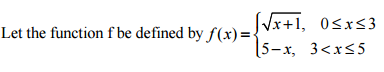 Let the function f be defined by f(x) = { √x+1, 0≤x≤3
5−x, 3<x≤5